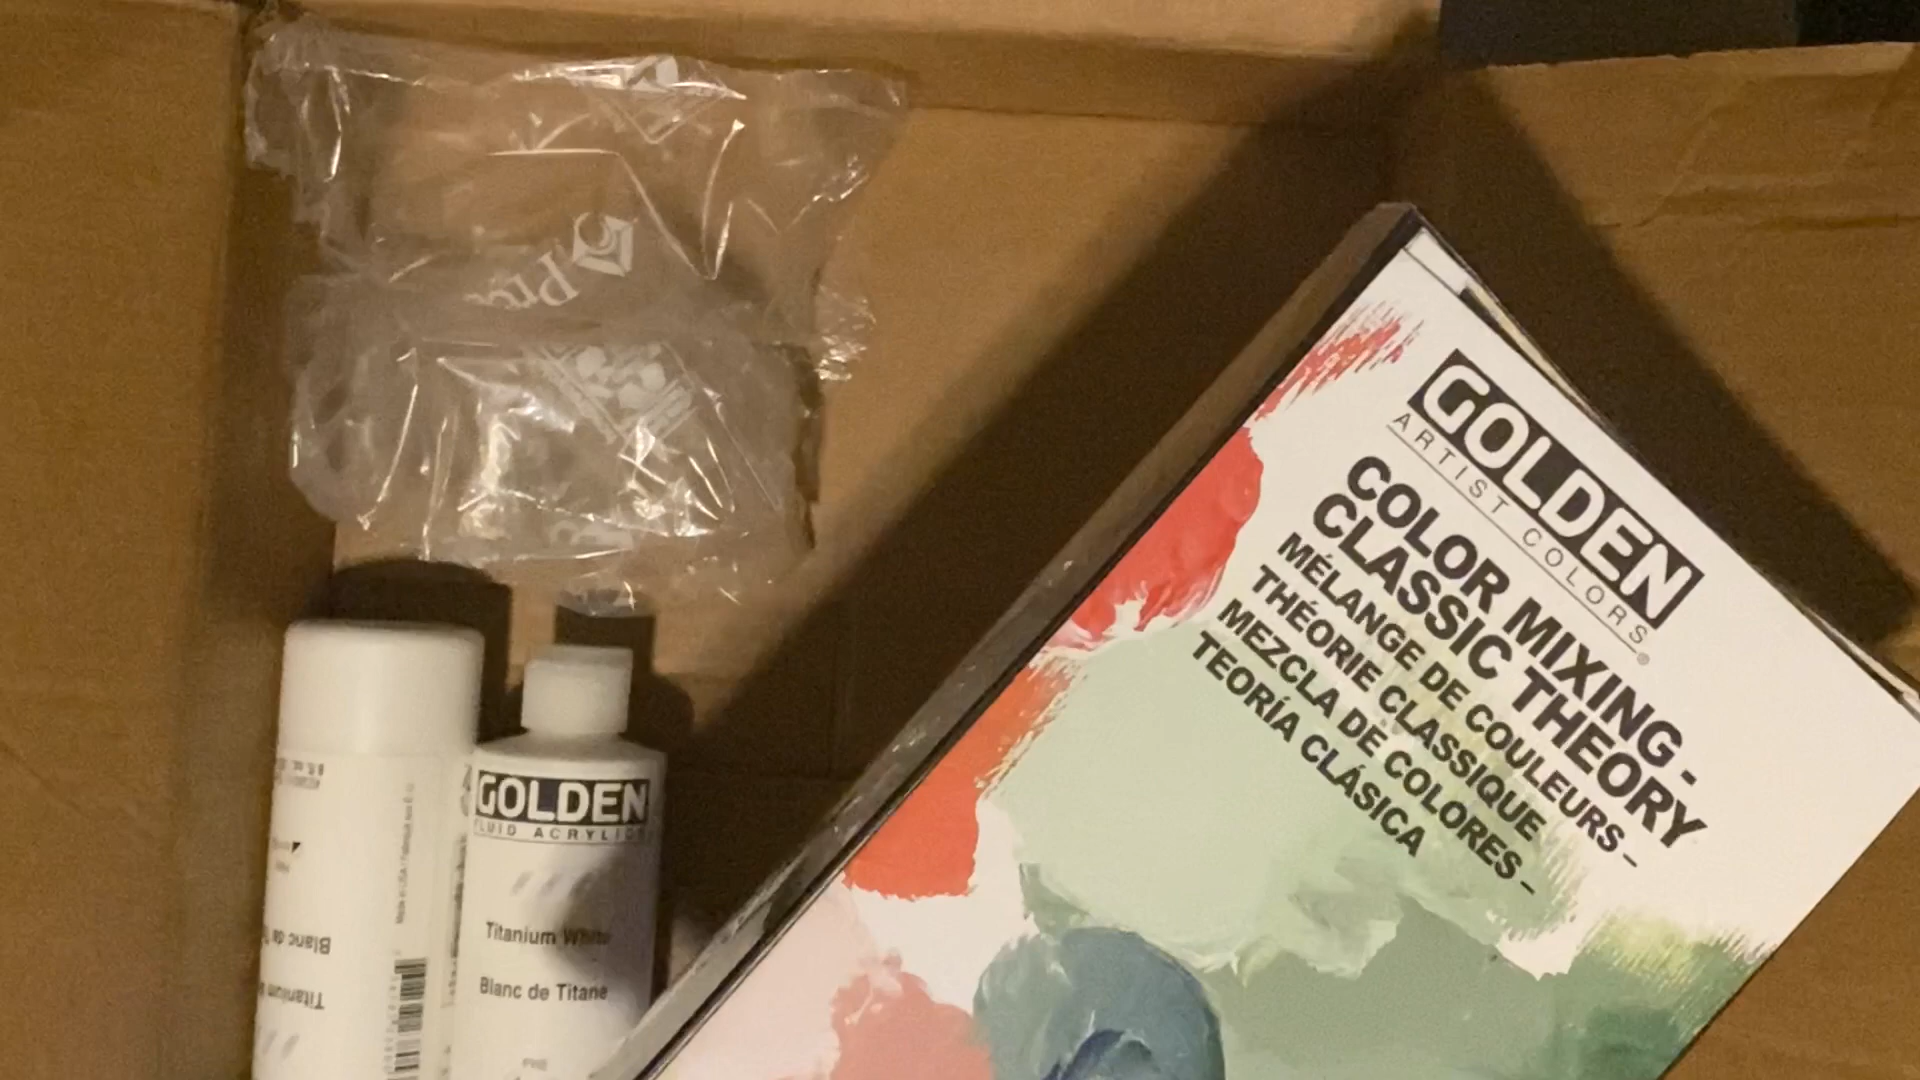 GOLDEN
ARTIST COLORS®
COLOR MIXING -
CLASSIC THEORY
MÉLANGE DE COULEURS -
THÉORIE CLASSIQUE
MEZCLA DE COLORES -
TEORÍA CLÁSICA
GOLDEN
FLUID ACRYLICS
Titanium White
Blanc de Titane
Titanium
Blanc de